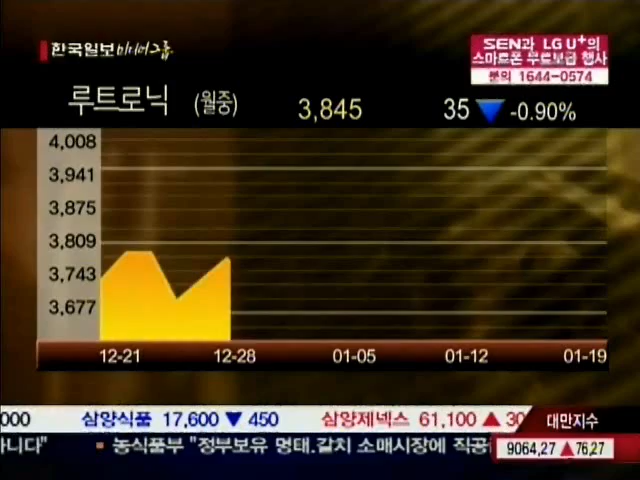 한국일보 미디어그룹
SEN과 LG U+의
스마트폰 무료보급 행사
문의 1644-0574
루트로닉 (월중) 3,845 35 ▼ -0.90%
4,008
3,941
3,875
3,809
3,743
3,677
12-21 12-28 01-05 01-12 01-19
000 삼양식품 17,600 ▼ 450 삼양제넥스 61,100 ▲ 30 대만지수
아니다" ▪ 농식품부 "정부보유 명태.갈치 소매시장에 직공 9064,27 ▲76,27